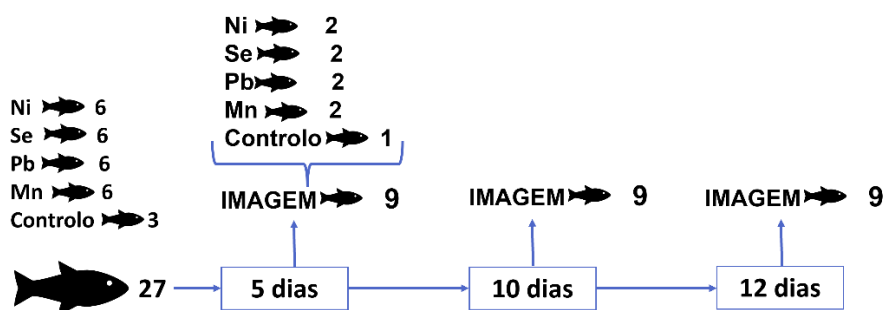 Ni 6
Se 6
Pb 6
Mn 6
Controlo 3
27
Ni 2
Se 2
Pb 2
Mn 2
Controlo 1
IMAGEM 9
5 dias
IMAGEM 9
10 dias
IMAGEM 9
12 dias